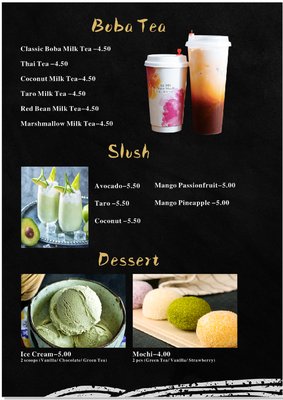 Boba Tea
Classic Boba Milk Tea-4.50
Thai Tea-4.50
Coconut Milk Tea-4.50
Taro Milk Tea-4.50
Red Bean Milk Tea-4.50
Marshmallow Milk Tea-4.50
Slush
Avocado-5.50
Mango Passionfruit-5.00
Taro -5.50
Mango Pineapple -5.00
Coconut -5.50
Dessert
Ice Cream-5.00
2 scoops (Vanilla/ Chocolate/ Green Tea)
Mochi-4.00
2 pcs (Green Tea/ Vanilla/ Strawberry)